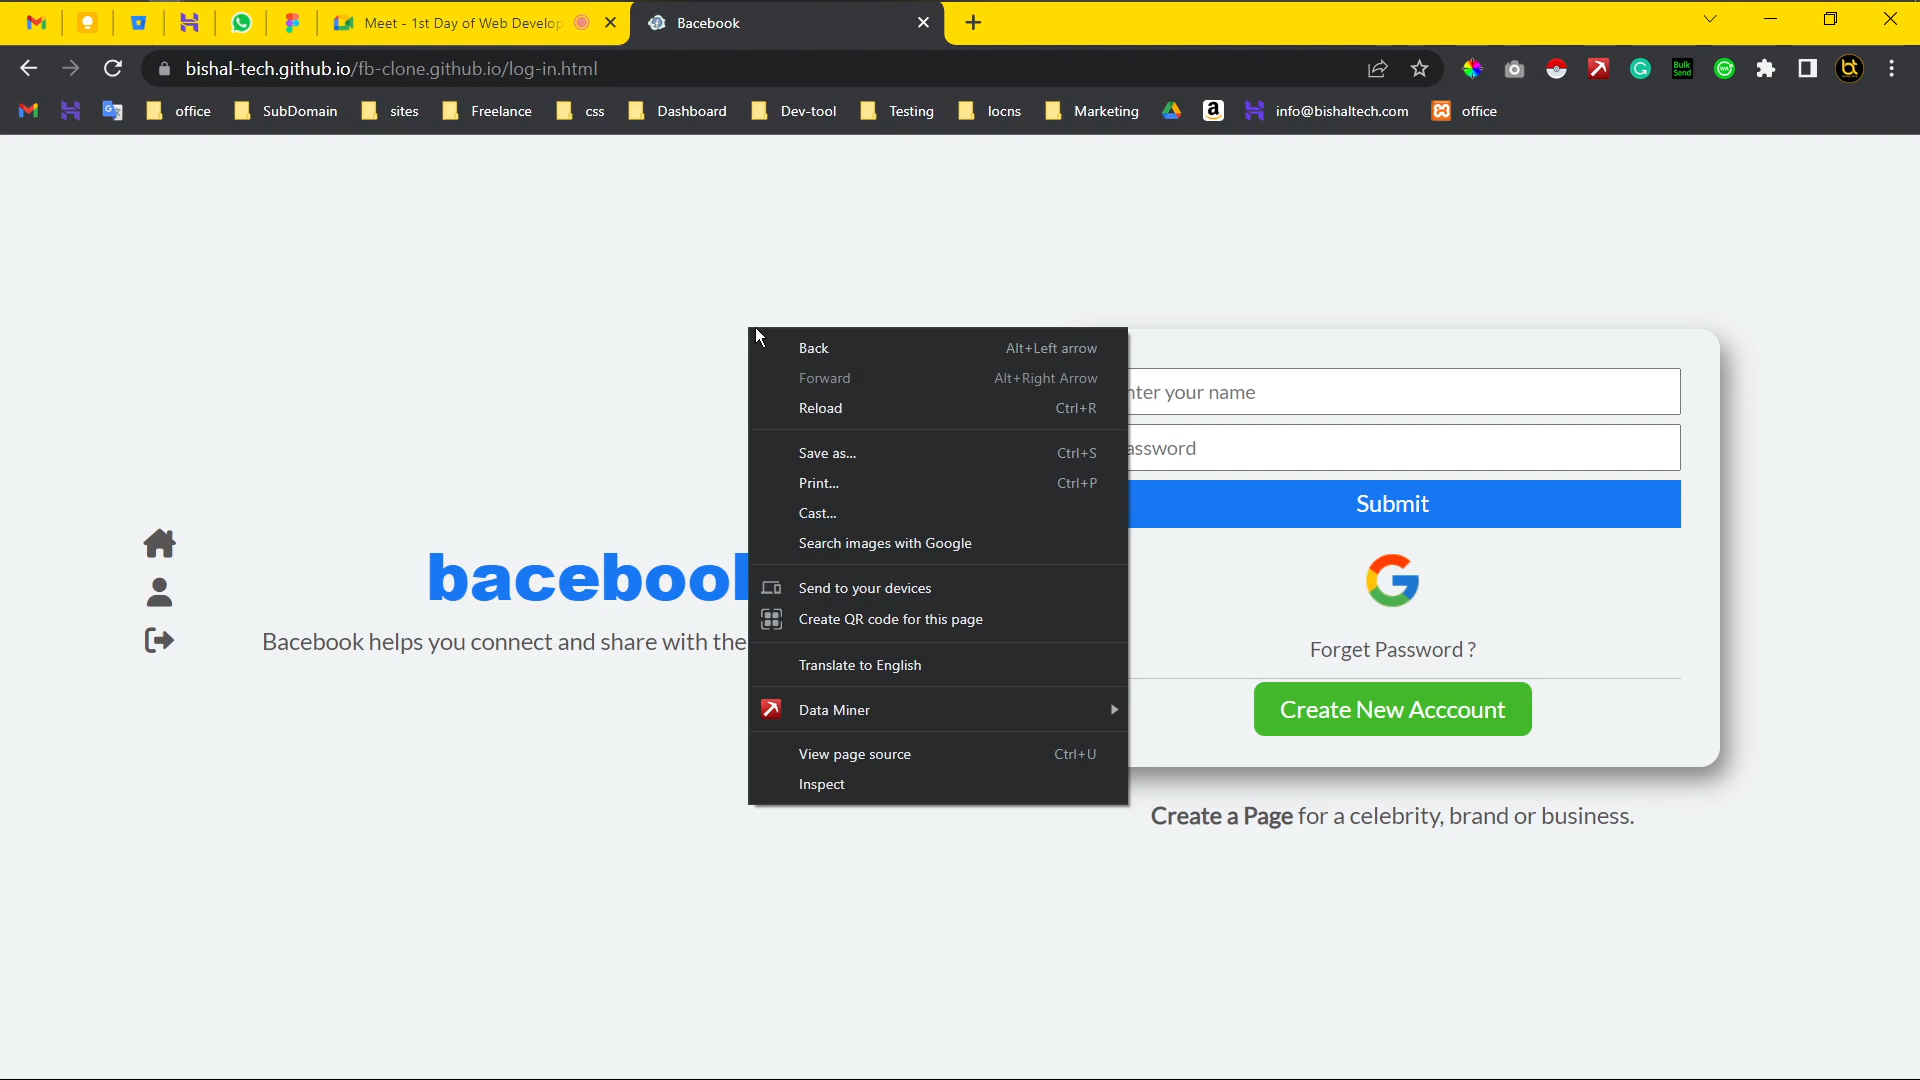 Meet - 1st Day of Web Develop
Bacebook
bishal-tech.github.io/fb-clone.github.io/log-in.html
Bulk
Send
bt
office
SubDomain
sites
Freelance
css
Dashboard
Dev-tool
Testing
locns
Marketing
info@bishaltech.com
office
Back Alt+Left arrow
Forward Alt+Right Arrow
Reload Ctrl+R
Save as... Ctrl+S
Print... Ctrl+P
Cast...
Search images with Google
Send to your devices
Create QR code for this page
Translate to English
Data Miner
View page source Ctrl+U
Inspect
bacebook
Bacebook helps you connect and share with the
nter your name
assword
Submit
Forget Password ?
Create New Acccount
Create a Page for a celebrity, brand or business.